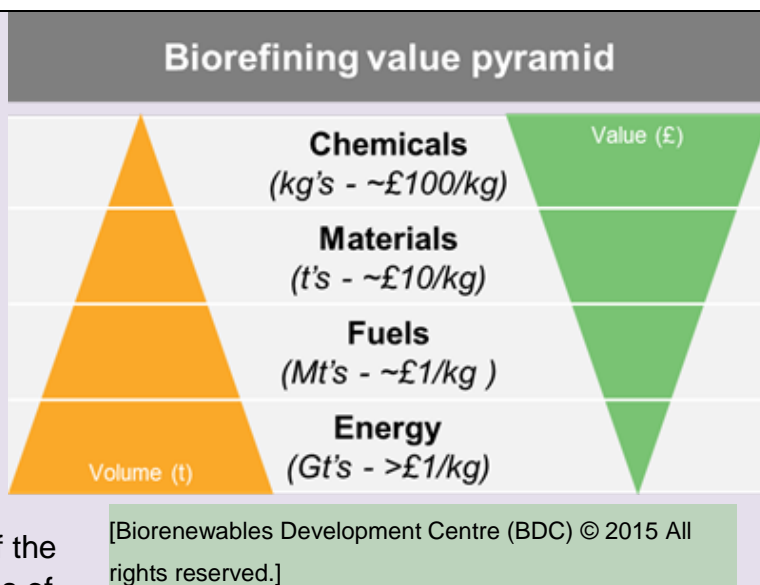 Biorefining value pyramid
Value (£)
Chemicals
(kg's - ~£100/kg)
Materials
(t's - ~£10/kg)
Fuels
(Mt's - ~£1/kg )
Energy
(Gt's - >£1/kg)
Volume (t)
f the
[Biorenewables Development Centre (BDC) © 2015 All
rights reserved.]